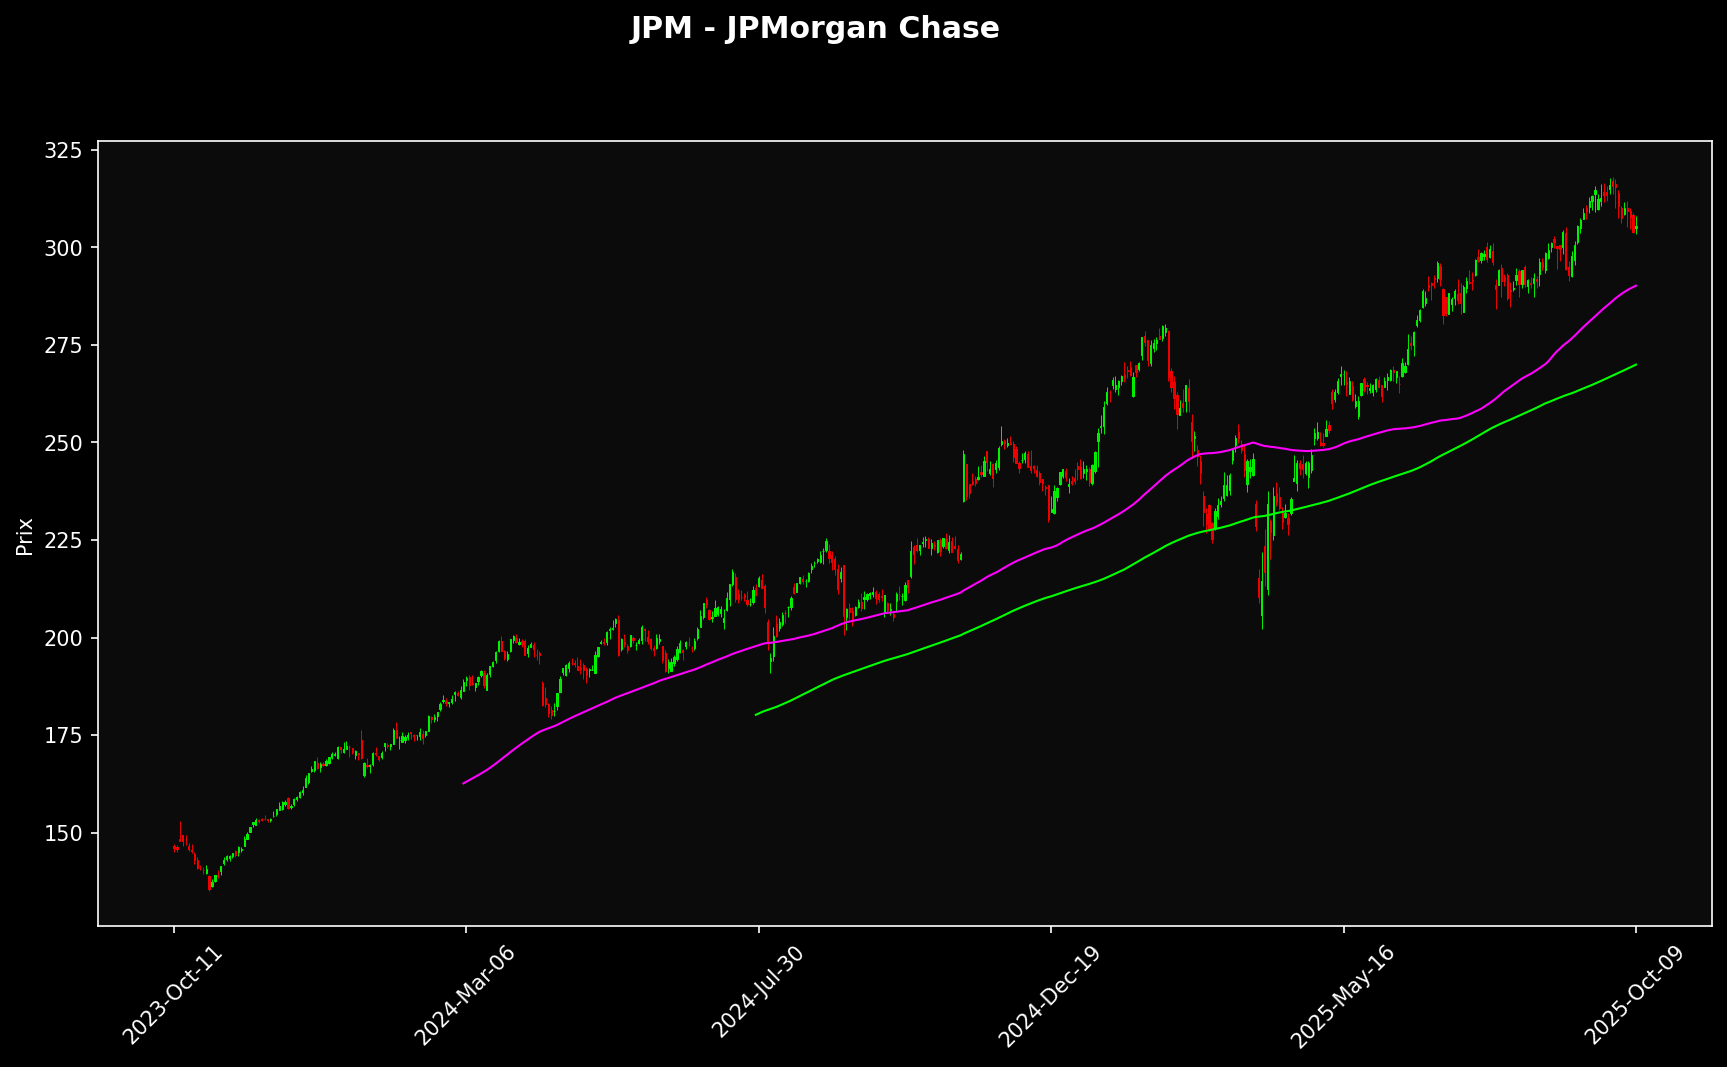 JPM - JPMorgan Chase
Prix
325
300
275
250
225
200
175
150
2023-Oct-11
2024-Mar-06
2024-Jul-30
2024-Dec-19
2025-May-16
2025-Oct-09